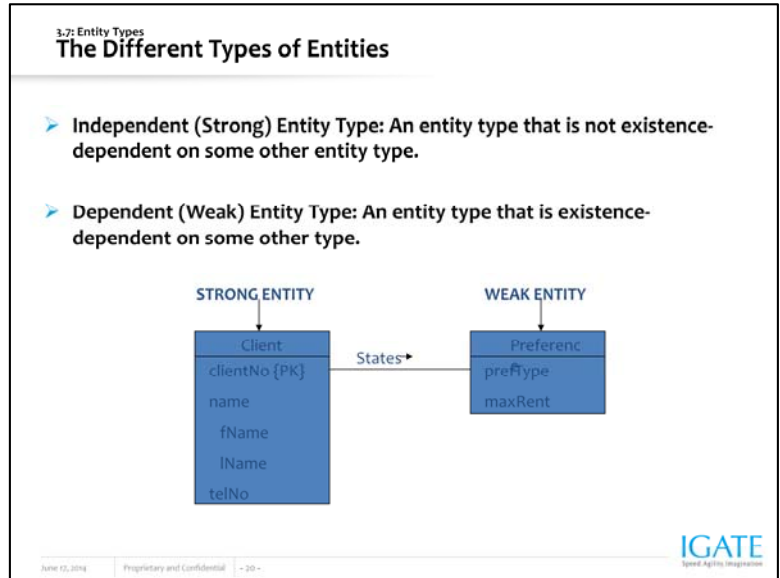 3.7: Entity Types
The Different Types of Entities
Independent (Strong) Entity Type: An entity type that is not existence-
dependent on some other entity type.
Dependent (Weak) Entity Type: An entity type that is existence-
dependent on some other type.
STRONG ENTITY
WEAK ENTITY
Client
clientNo {PK}
name
fName
lName
telNo
States
Preferenc
e
prefType
maxRent
June 17, 2014
Proprietary and Confidential
- 20 -
IGATE
Speed.Agility.Imagination